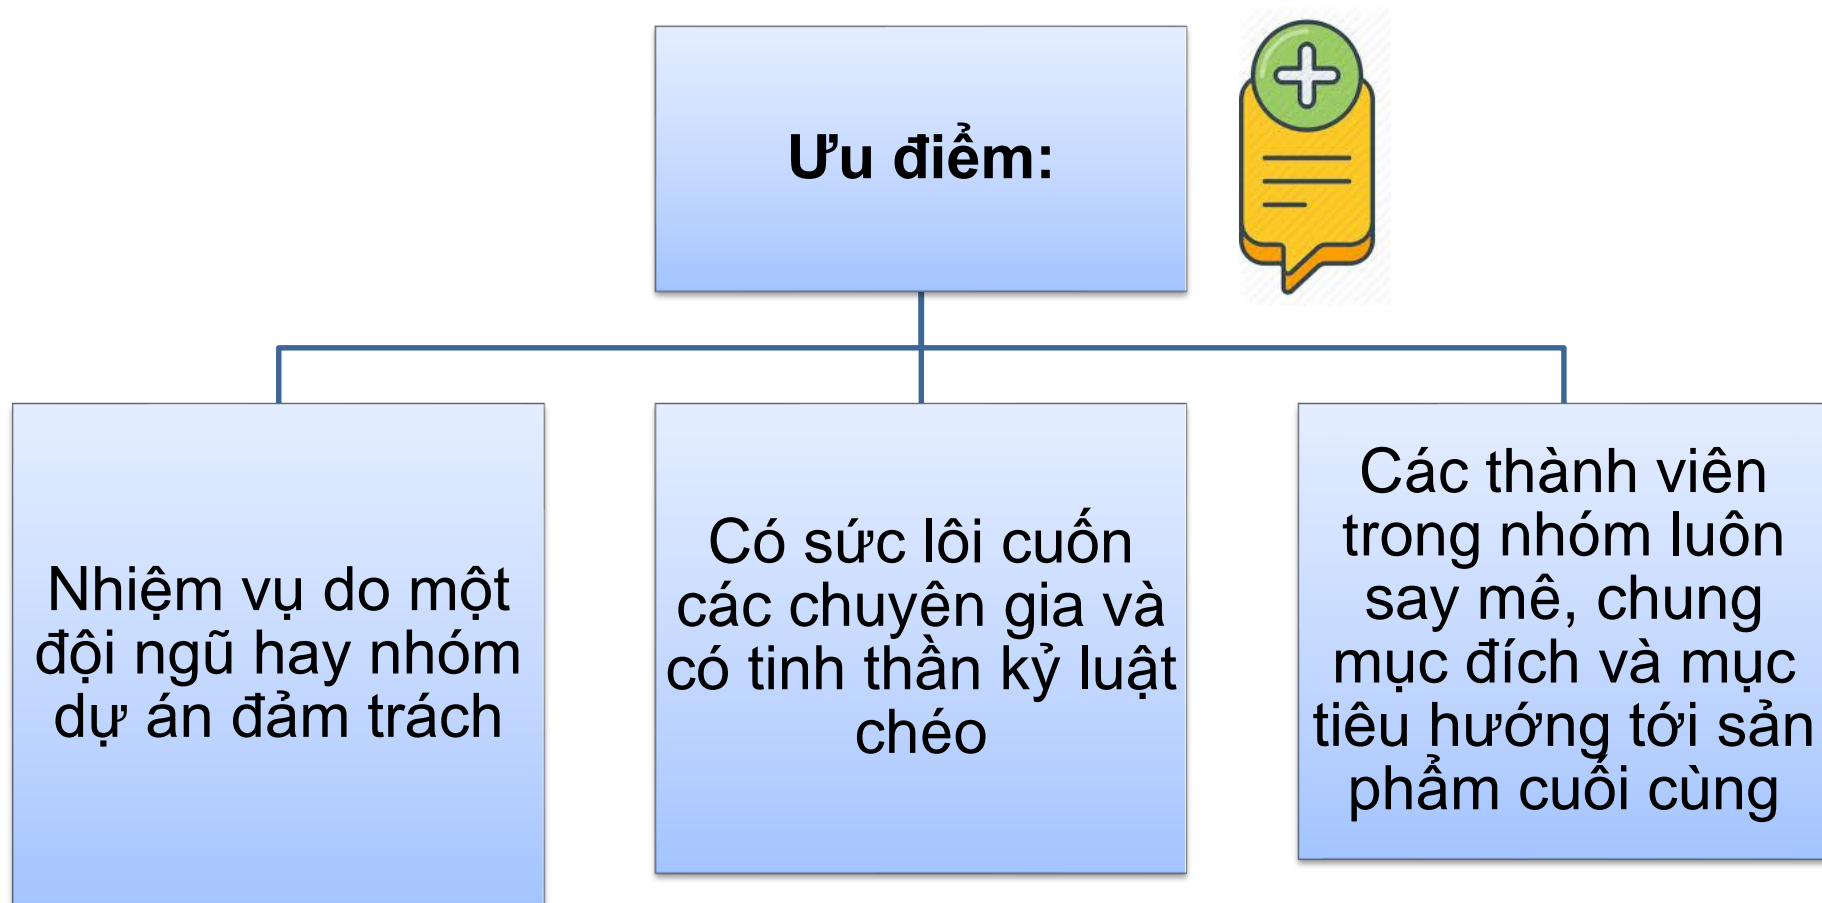 Ưu điểm:
Nhiệm vụ do một
đội ngũ hay nhóm
dự án đảm trách
Có sức lôi cuốn
các chuyên gia và
có tinh thần kỷ luật
chéo
Các thành viên
trong nhóm luôn
say mê, chung
mục đích và mục
tiêu hướng tới sản
phẩm cuối cùng